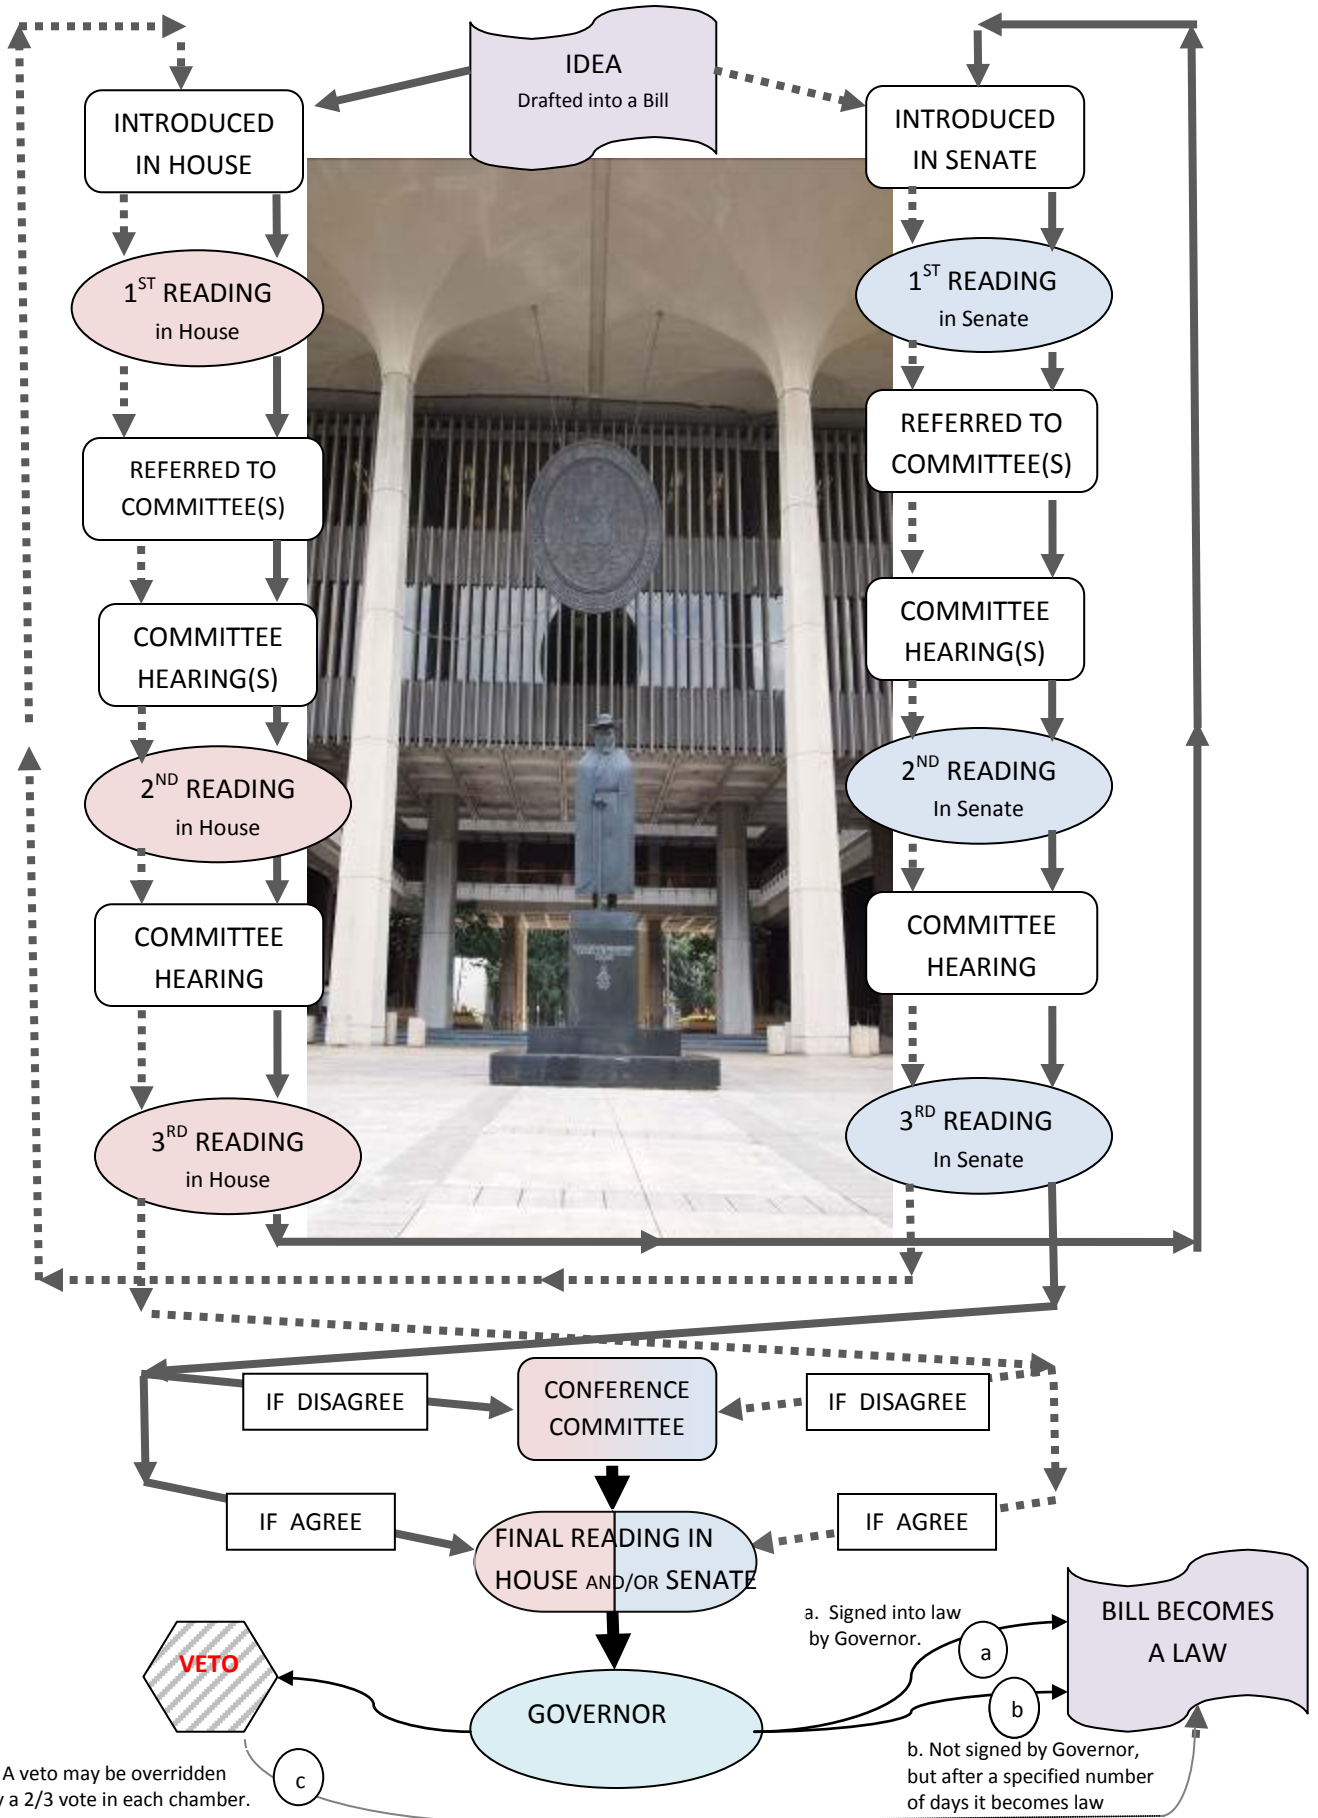 IDEA
Drafted into a Bill
INTRODUCED
IN HOUSE
1ST READING
in House
REFERRED TO
COMMITTEE(S)
COMMITTEE
HEARING(S)
2ND READING
in House
COMMITTEE
HEARING
3RD READING
in House
INTRODUCED
IN SENATE
1ST READING
in Senate
REFERRED TO
COMMITTEE(S)
COMMITTEE
HEARING(S)
2ND READING
In Senate
COMMITTEE
HEARING
3RD READING
In Senate
IF DISAGREE
CONFERENCE
COMMITTEE
IF DISAGREE
IF AGREE
FINAL READING IN
HOUSE AND/OR SENATE
IF AGREE
VETO
GOVERNOR
a. Signed into law
by Governor.
a
BILL BECOMES
A LAW
b
b. Not signed by Governor,
but after a specified number
of days it becomes law
A veto may be overridden
a 2/3 vote in each chamber.
c